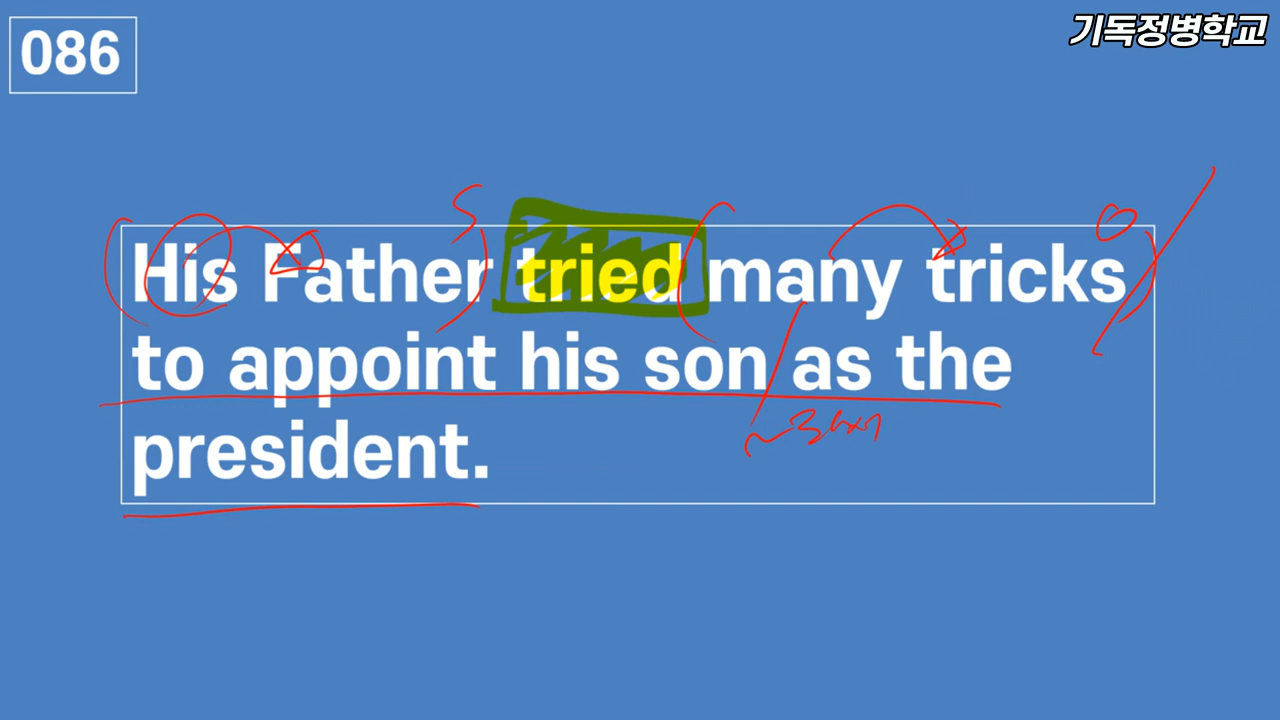 086
기독정병학교
S
O
His Father tried many tricks
to appoint his son as the
president.